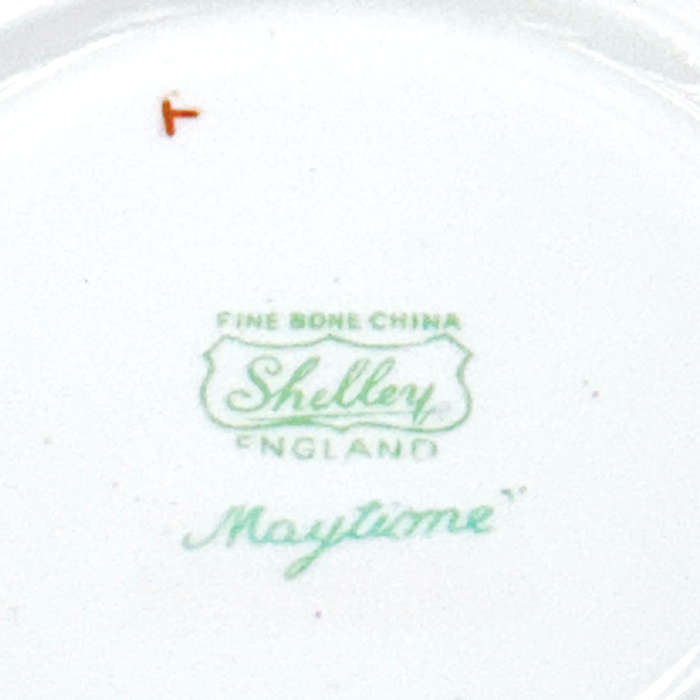 T
FINE BONE CHINA
Shelley
ENGLAND
Maytime"